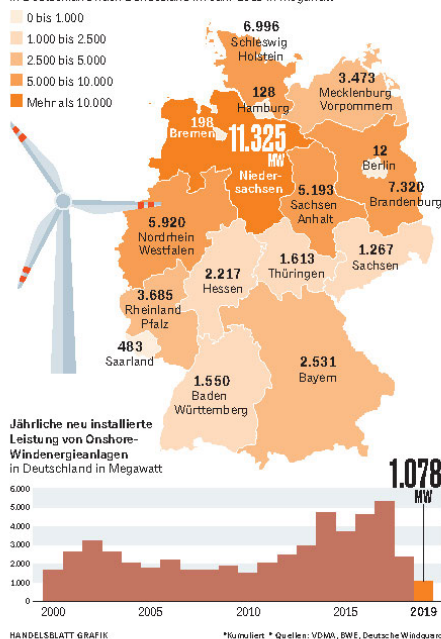 0 bis 1.000
1.000 bis 2.500
2.500 bis 5.000
5.000 bis 10.000
Mehr als 10.000
6.996
Schleswig
Holstein
128
Hamburg
3.473
Mecklenburg
Vorpommern
198
Bremen
11.325
MW
Nieder-
sachsen
12
Berlin
7.320
Brandenburg
5.193
Sachsen
Anhalt
5.920
Nordrhein
Westfalen
2.217
Hessen
1.613
Thüringen
1.267
Sachsen
3.685
Rheinland
Pfalz
483
Saarland
1.550
Baden
Württemberg
2.531
Bayern
Jährliche neu installierte
Leistung von Onshore-
Windenergieanlagen
in Deutschland in Megawatt
1.078
MW
6.000
5.000
4.000
3.000
2.000
1.000
0
2000 2005 2010 2015 2019
HANDELSBLATT GRAFIK
*Kumuliert * Quellen: VDMA, BWE, Deutsche Windguard